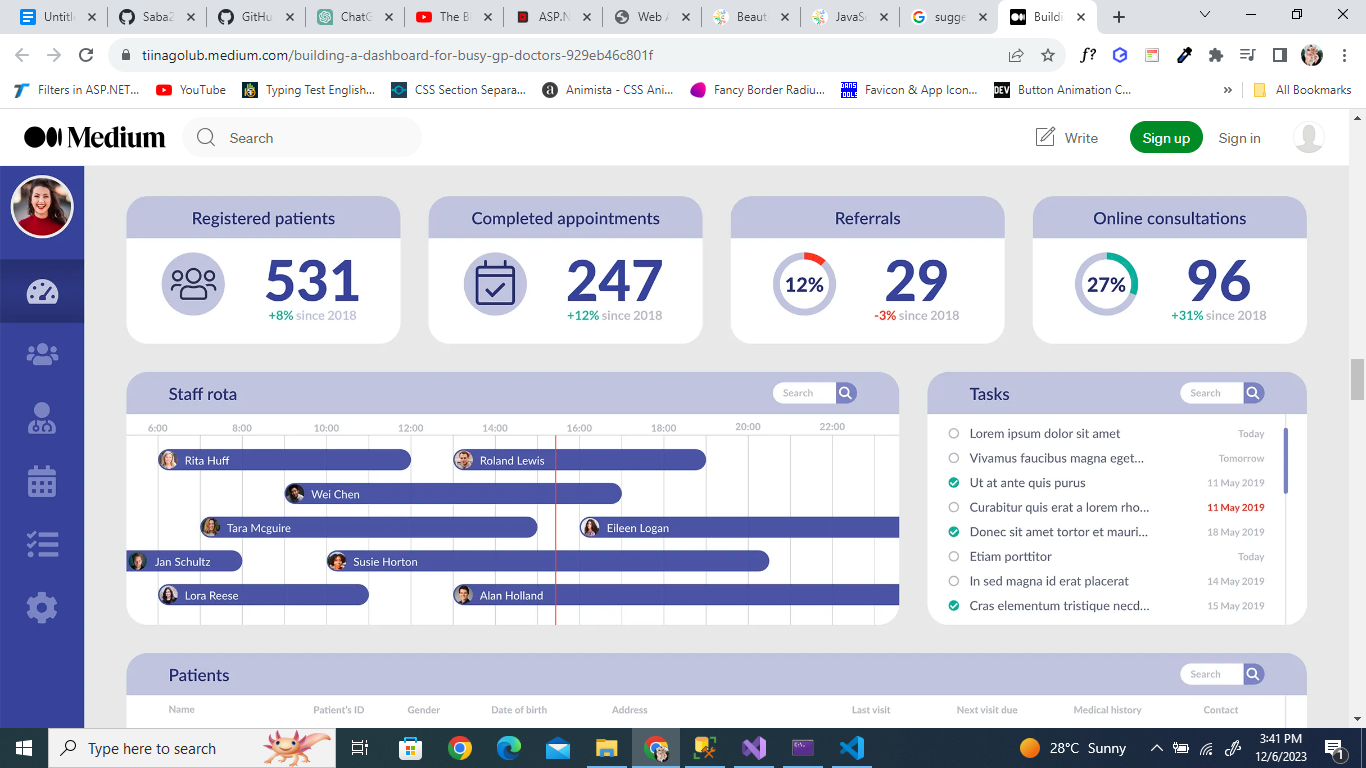 Untitl
Saba2
GitHu
ChatG
The B
ASP.N
Web A
Beaut
JavaSc
sugge
Buildi
tiinagolub.medium.com/building-a-dashboard-for-busy-gp-doctors-929eb46c801f
f?
Filters in ASP.NET... YouTube Typing Test English... CSS Section Separa... Animista - CSS Ani... Fancy Border Radiu... Favicon & App Icon... Button Animation C... » All Bookmarks
Medium Search Write Sign up Sign in
Registered patients Completed appointments Referrals Online consultations
531 247 12% 29 27% 96
+8% since 2018 +12% since 2018 -3% since 2018 +31% since 2018
Staff rota Search Tasks Search
6:00 8:00 10:00 12:00 14:00 16:00 18:00 20:00 22:00
Rita Huff Roland Lewis
Wei Chen
Tara Mcguire Eileen Logan
Jan Schultz Susie Horton
Lora Reese Alan Holland
Lorem ipsum dolor sit amet Today
Vivamus faucibus magna eget... Tomorrow
Ut at ante quis purus 11 May 2019
Curabitur quis erat a lorem rho... 11 May 2019
Donec sit amet tortor et mauri... 18 May 2019
Etiam porttitor Today
In sed magna id erat placerat 14 May 2019
Cras elementum tristique necd... 15 May 2019
Patients Search
Name Patient's ID Gender Date of birth Address Last visit Next visit due Medical history Contact
Type here to search 28°C Sunny 3:41 PM
12/6/2023
1